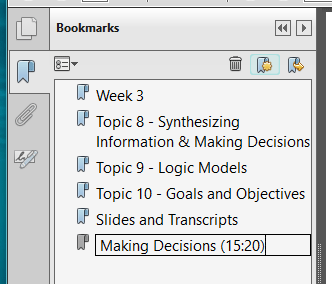 Bookmarks
Week 3
Topic 8 - Synthesizing
Information & Making Decisions
Topic 9 - Logic Models
Topic 10 - Goals and Objectives
Slides and Transcripts
Making Decisions (15:20)